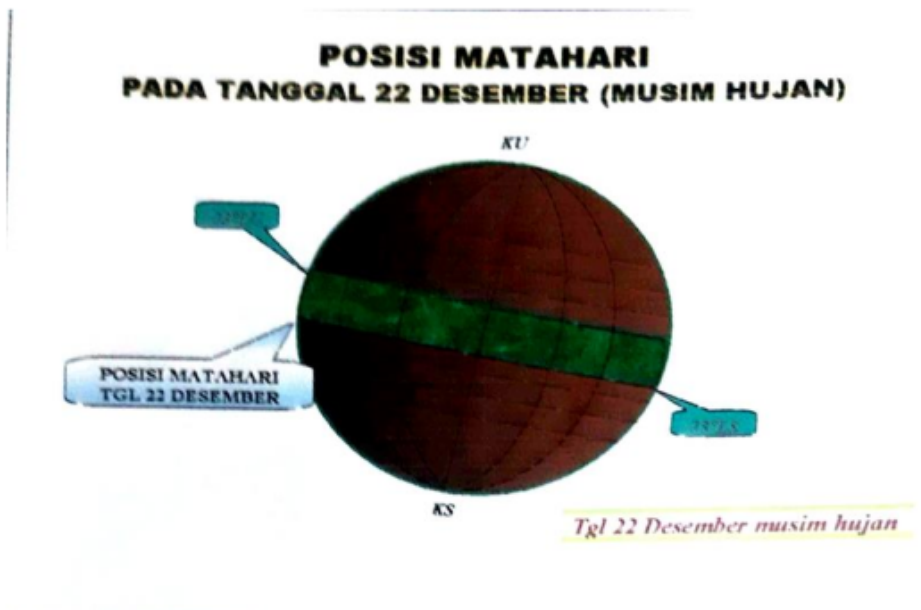 POSISI MATAHARI
PADA TANGGAL 22 DESEMBER (MUSIM HUJAN)
KU
POSISI MATAHARI
TGL 22 DESEMBER
KS
Tgl 22 Desember musim hujan